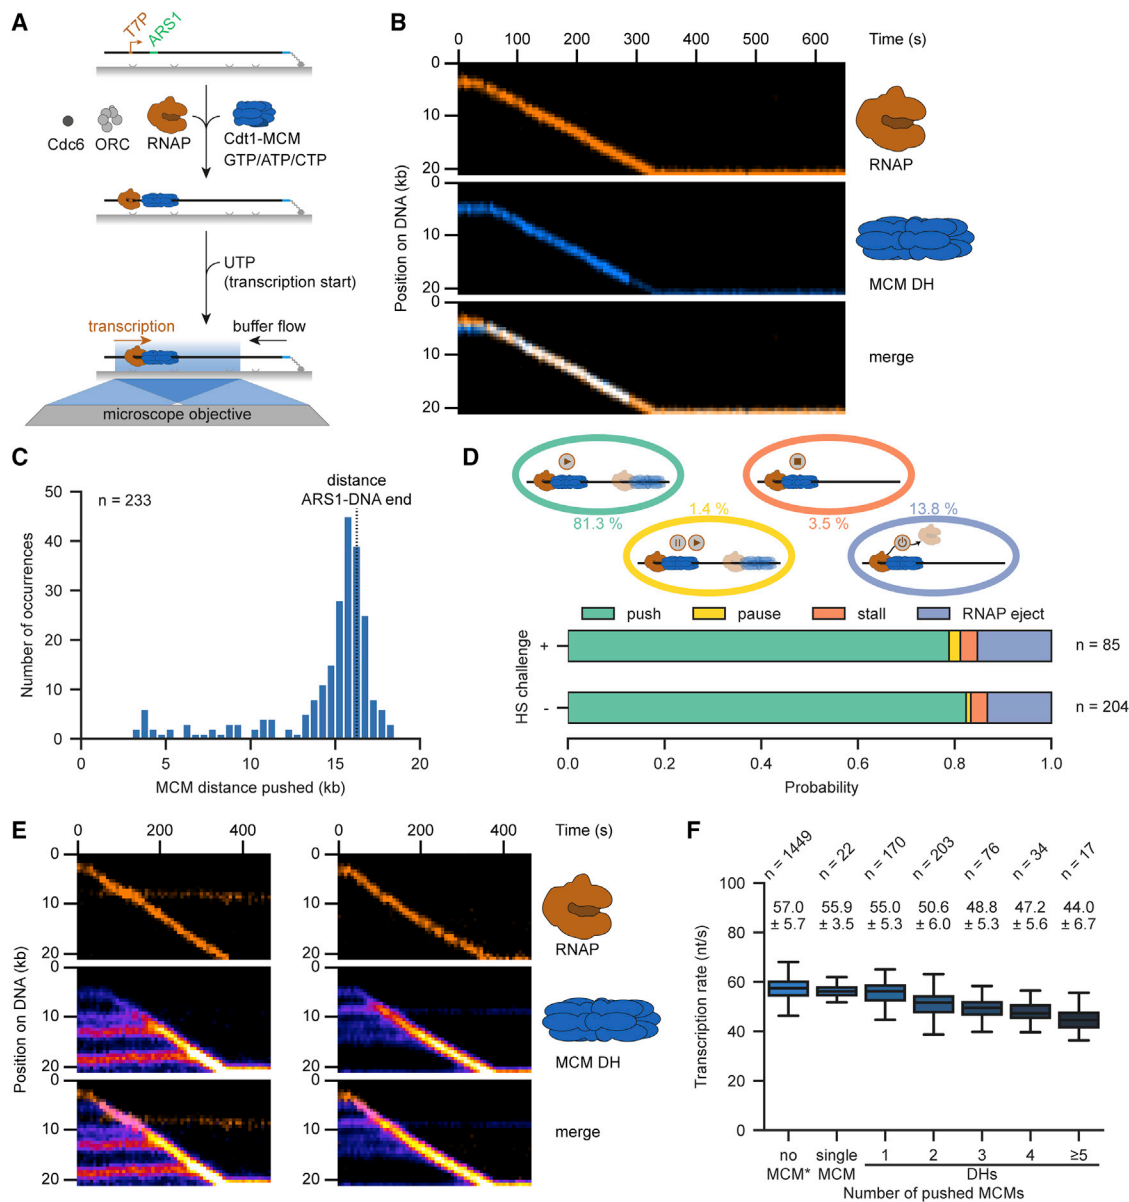 A
T7P
ARS1
Cdc6
ORC
RNAP
Cdt1-MCM
GTP/ATP/CTP
UTP
(transcription start)
transcription
buffer flow
microscope objective
B
0 100 200 300 400 500 600
Time (s)
Position on DNA (kb)
0
10
20
RNAP
0
10
20
MCM DH
0
10
20
merge
C
n = 233
distance
ARS1-DNA end
Number of occurrences
50
40
30
20
10
0
0 5 10 15 20
MCM distance pushed (kb)
D
81.3 %
1.4 %
3.5 %
13.8 %
push pause stall RNAP eject
HS challenge
+
n = 85
-
n = 204
0.0 0.2 0.4 0.6 0.8 1.0
Probability
E
0 200 400
0 200 400
Time (s)
Position on DNA (kb)
0
10
20
RNAP
0
10
20
MCM DH
0
10
20
merge
F
n = 1449
n = 22
n = 170
n = 203
n = 76
n = 34
n = 17
57.0 55.9 55.0 50.6 48.8 47.2 44.0
± 5.7 ± 3.5 ± 5.3 ± 6.0 ± 5.3 ± 5.6 ± 6.7
Transcription rate (nt/s)
100
80
60
40
20
0
no single 1 2 3 4 ≥5
MCM* MCM DHs
Number of pushed MCMs